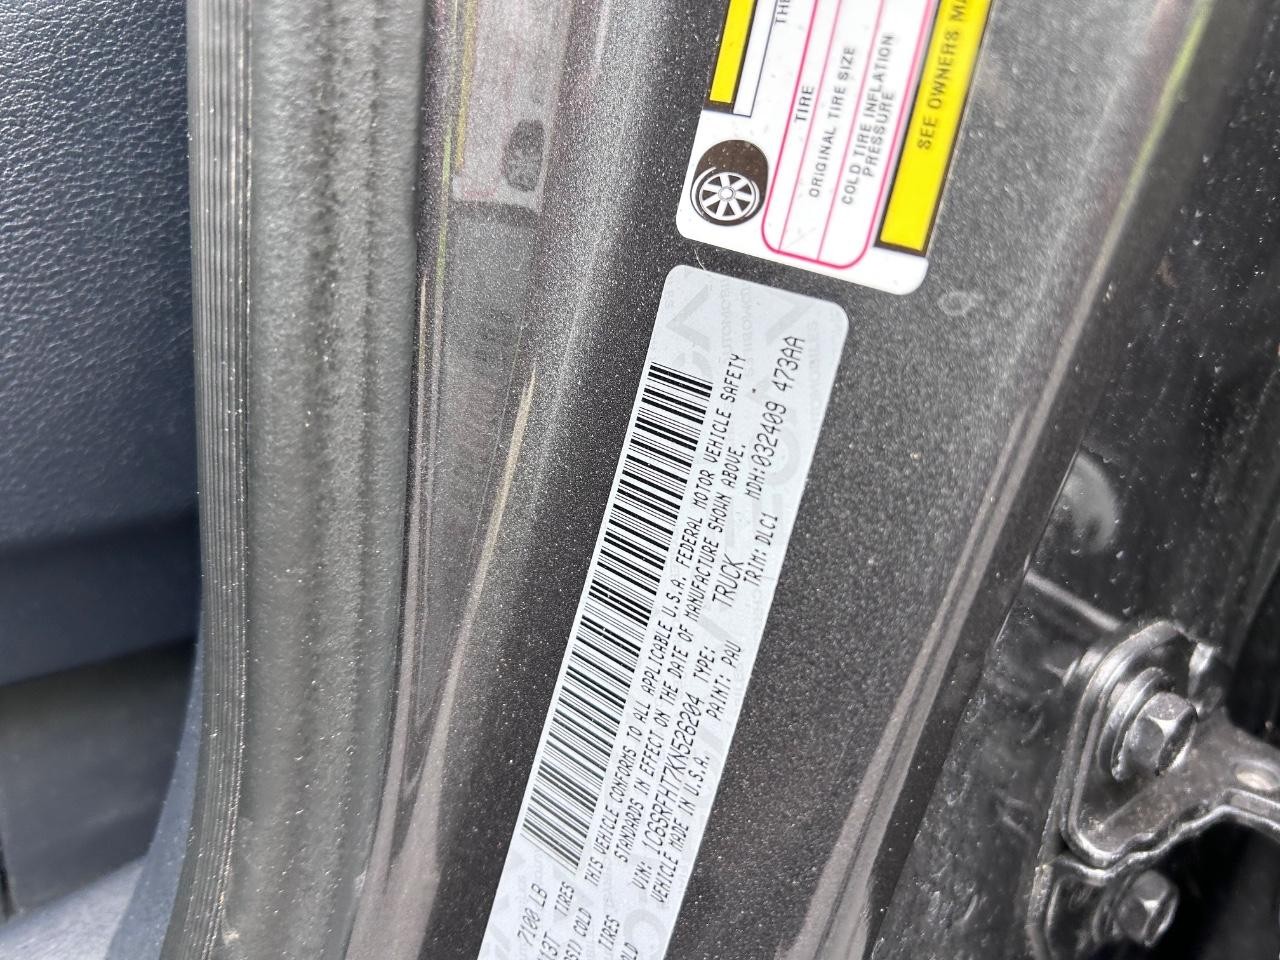 TIRE
ORIGINAL TIRE SIZE
COLD TIRE INFLATION
PRESSURE
SEE OWNERS
7100 LB
TIRES
COLD
TIRES
THIS VEHICLE CONFORMS TO ALL APPLICABLE U.S.A. FEDERAL MOTOR VEHICLE SAFETY
STANDARDS IN EFFECT ON THE DATE OF MANUFACTURE SHOWN ABOVE.
VIN: 1C6SRFHT7KN526204 TYPE: TRUCK MDH:032409 473AA
VEHICLE MADE IN U.S.A. PAINT: PAU TRIM: DLC1